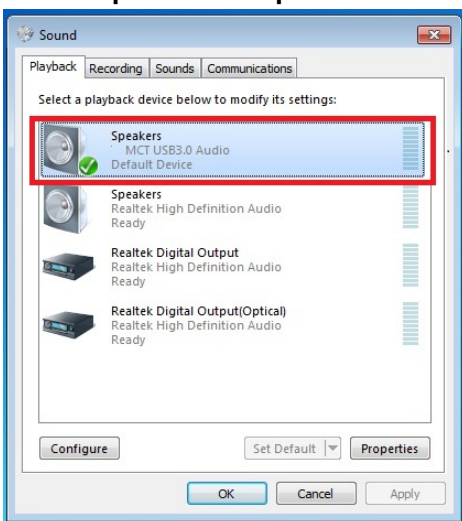 Sound
Playback Recording Sounds Communications
Select a playback device below to modify its settings:
Speakers
MCT USB3.0 Audio
Default Device
Speakers
Realtek High Definition Audio
Ready
Realtek Digital Output
Realtek High Definition Audio
Ready
Realtek Digital Output(Optical)
Realtek High Definition Audio
Ready
Configure Set Default Properties
OK Cancel Apply